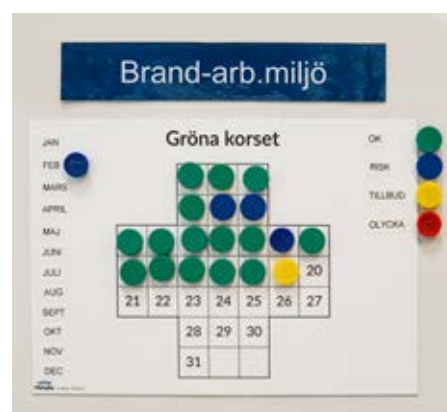 Brand-arb.miljö
Gröna korset
JAN
FEB
MARS
APRIL
MAJ
JUNI
JULI
AUG
SEPT
OKT
NOV
DEC
OK
RISK
TILLBUD
OLYCKA
20
21 22 23 24 25 26 27
28 29 30
31